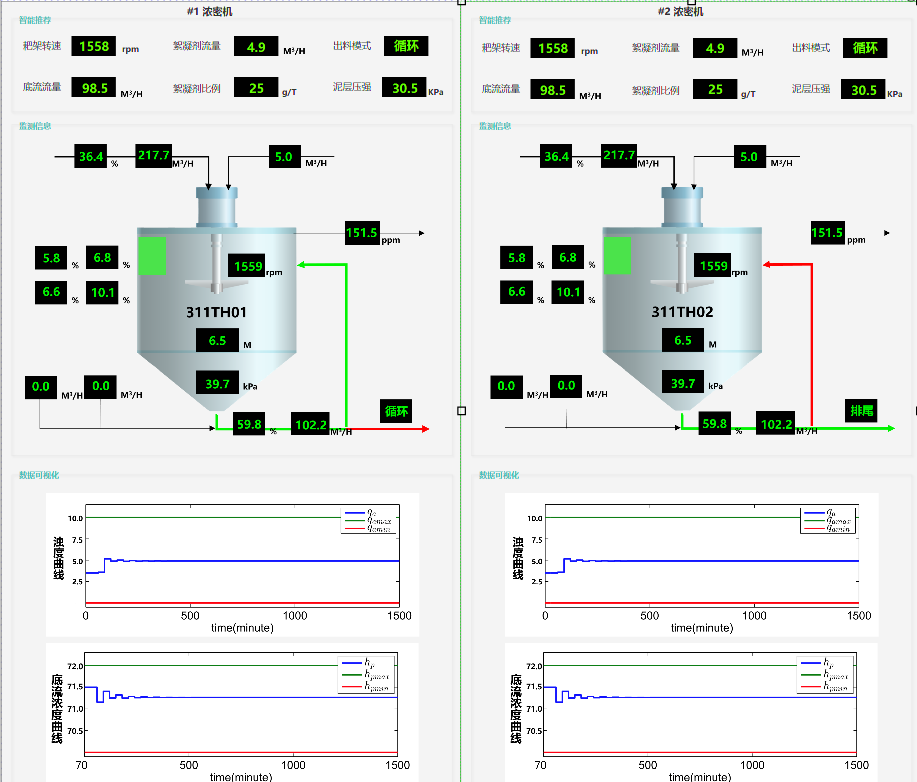 #1 浓密机
智能推荐
耙架转速 1558 rpm 絮凝剂流量 4.9 M³/H 出料模式 循环
底流流量 98.5 M³/H 絮凝剂比例 25 g/T 泥层压强 30.5 KPa
监测信息
36.4 % 217.7 M³/H 5.0 M³/H
151.5 ppm
5.8 % 6.8 % 1559 rpm
6.6 % 10.1 %
311TH01
6.5 M
39.7 kPa
0.0 M³/H 0.0 M³/H
循环
59.8 % 102.2 M³/H
数据可视化
浊度曲线
10.0
7.5
5.0
2.5
0 500 1000 1500
time(minute)
底流浓度曲线
72.0
71.5
71.0
70.5
70 500 1000 1500
time(minute)
#2 浓密机
智能推荐
耙架转速 1558 rpm 絮凝剂流量 4.9 M³/H 出料模式 循环
底流流量 98.5 M³/H 絮凝剂比例 25 g/T 泥层压强 30.5 KPa
监测信息
36.4 % 217.7 M³/H 5.0 M³/H
151.5 ppm
5.8 % 6.8 % 1559 rpm
6.6 % 10.1 %
311TH02
6.5 M
39.7 kPa
0.0 M³/H 0.0 M³/H
排尾
59.8 % 102.2 M³/H
数据可视化
浊度曲线
10.0
7.5
5.0
2.5
0 500 1000 1500
time(minute)
底流浓度曲线
72.0
71.5
71.0
70.5
70 500 1000 1500
time(minute)